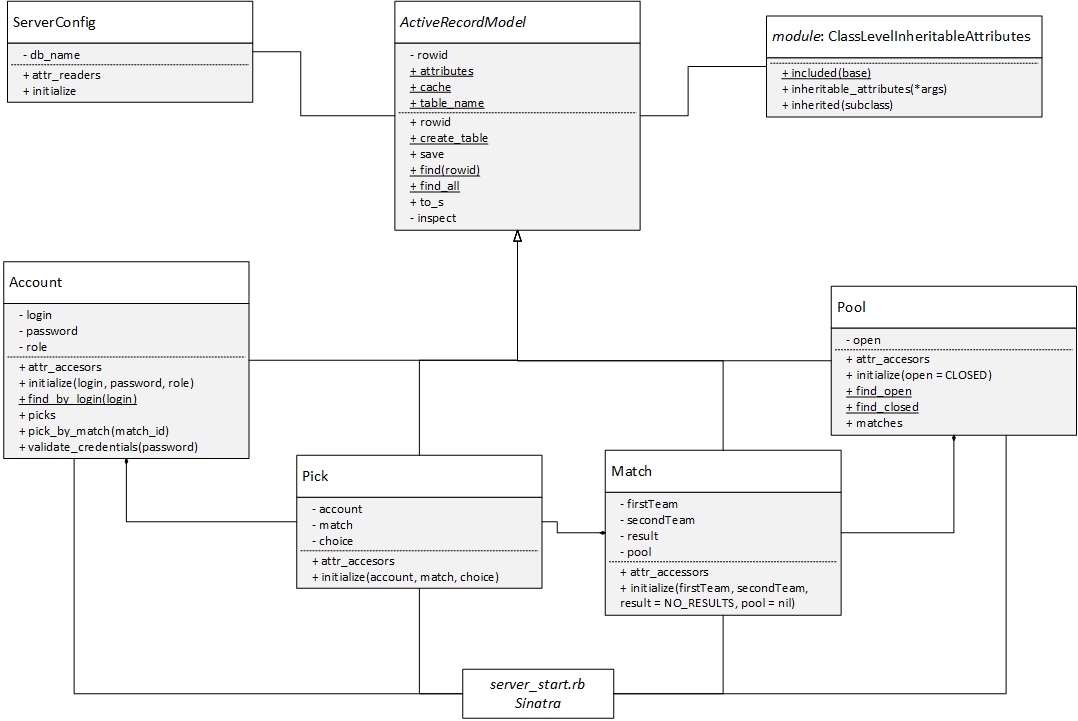 ServerConfig
- db_name
+ attr_readers
+ initialize
ActiveRecordModel
- rowid
+ attributes
+ cache
+ table_name
+ rowid
+ create_table
+ save
+ find(rowid)
+ find_all
+ to_s
- inspect
module: ClassLevelInheritableAttributes
+ included(base)
+ inheritable_attributes(*args)
+ inherited(subclass)
Account
- login
- password
- role
+ attr_accesors
+ initialize(login, password, role)
+ find_by_login(login)
+ picks
+ pick_by_match(match_id)
+ validate_credentials(password)
Pool
- open
+ attr_accesors
+ initialize(open = CLOSED)
+ find_open
+ find_closed
+ matches
Pick
- account
- match
- choice
+ attr_accesors
+ initialize(account, match, choice)
Match
- firstTeam
- secondTeam
- result
- pool
+ attr_accessors
+ initialize(firstTeam, secondTeam,
result = NO_RESULTS, pool = nil)
server_start.rb
Sinatra